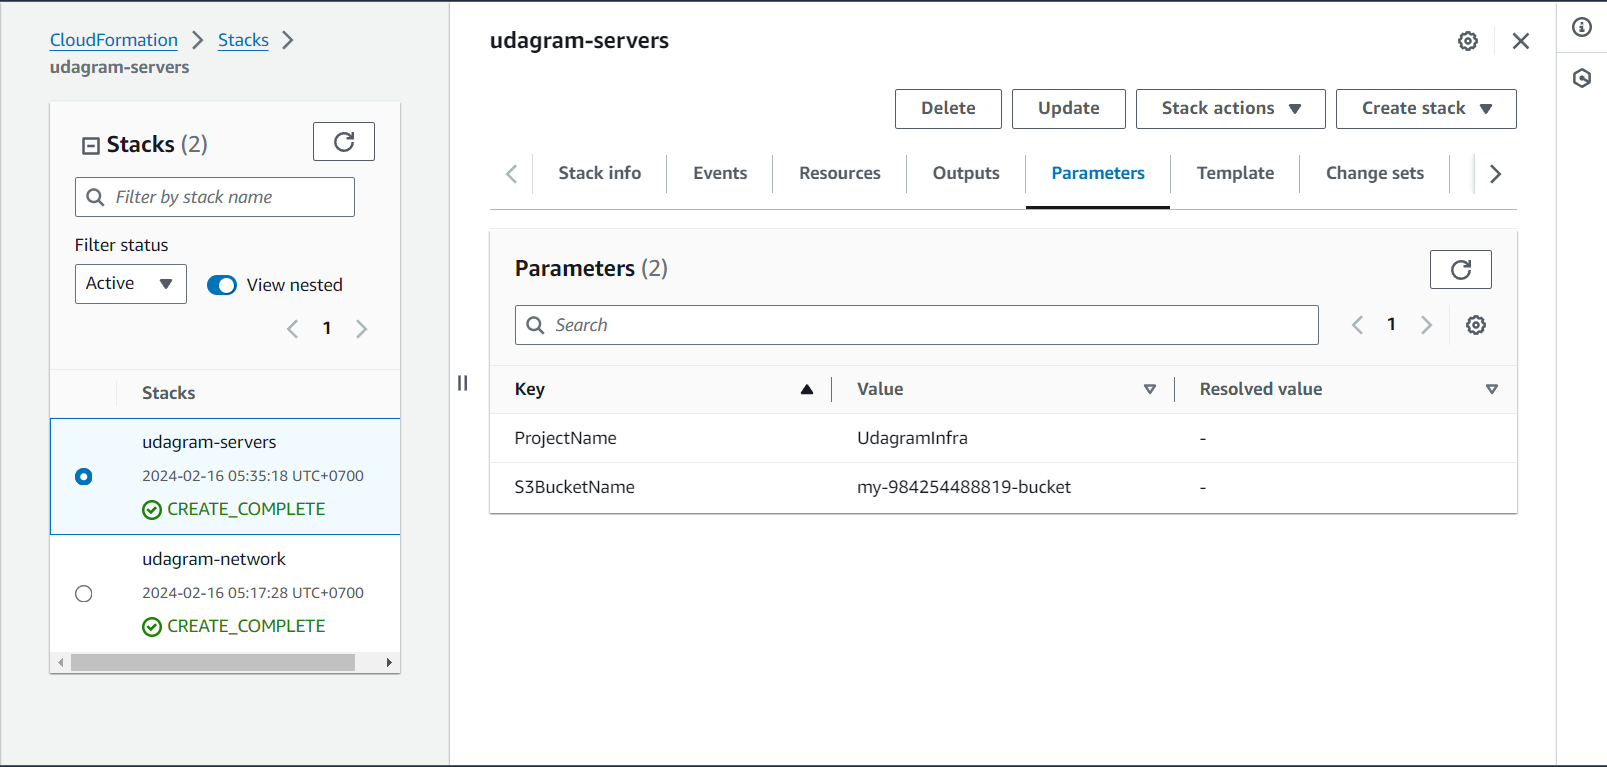 CloudFormation
Stacks
udagram-servers
Stacks (2)
Filter by stack name
Filter status
Active
View nested
1
Stacks
udagram-servers
2024-02-16 05:35:18 UTC+0700
CREATE_COMPLETE
udagram-network
2024-02-16 05:17:28 UTC+0700
CREATE_COMPLETE
udagram-servers
Delete Update Stack actions Create stack
Stack info Events Resources Outputs Parameters Template Change sets
Parameters (2)
Search
1
Key Value Resolved value
ProjectName UdagramInfra -
S3BucketName my-984254488819-bucket -